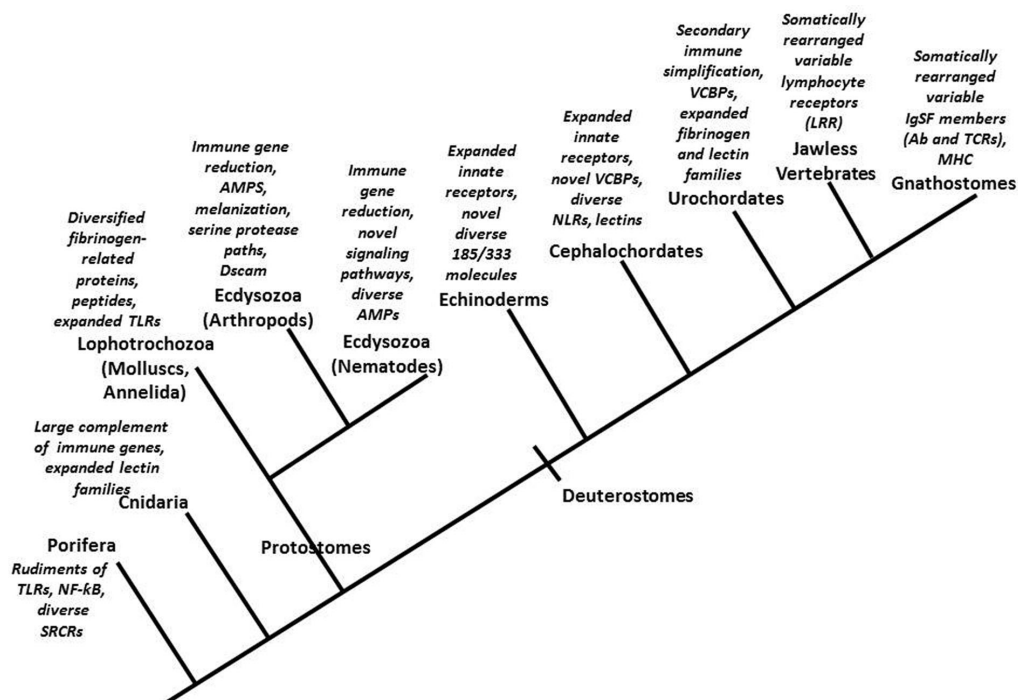 Somatically
rearranged
variable
lymphocyte
receptors
(LRR)
Jawless
Vertebrates
Secondary
immune
simplification,
VCBPs,
expanded
fibrinogen
and lectin
families
Urochordates
Somatically
rearranged
variable
IgSF members
(Ab and TCRs),
MHC
Gnathostomes
Expanded
innate
receptors,
novel VCBPs,
diverse
NLRs, lectins
Cephalochordates
Immune gene
reduction,
AMPS,
melanization,
serine protease
paths,
Dscam
Ecdysozoa
(Arthropods)
Expanded
innate
receptors,
novel
diverse
185/333
molecules
Echinoderms
Immune
gene
reduction,
novel
signaling
pathways,
diverse
AMPs
Ecdysozoa
(Nematodes)
Diversified
fibrinogen-
related
proteins,
peptides,
expanded TLRs
Lophotrochozoa
(Molluscs,
Annelida)
Large complement
of immune genes,
expanded lectin
families
Cnidaria
Deuterostomes
Protostomes
Porifera
Rudiments of
TLRs, NF-kB,
diverse
SRCRs